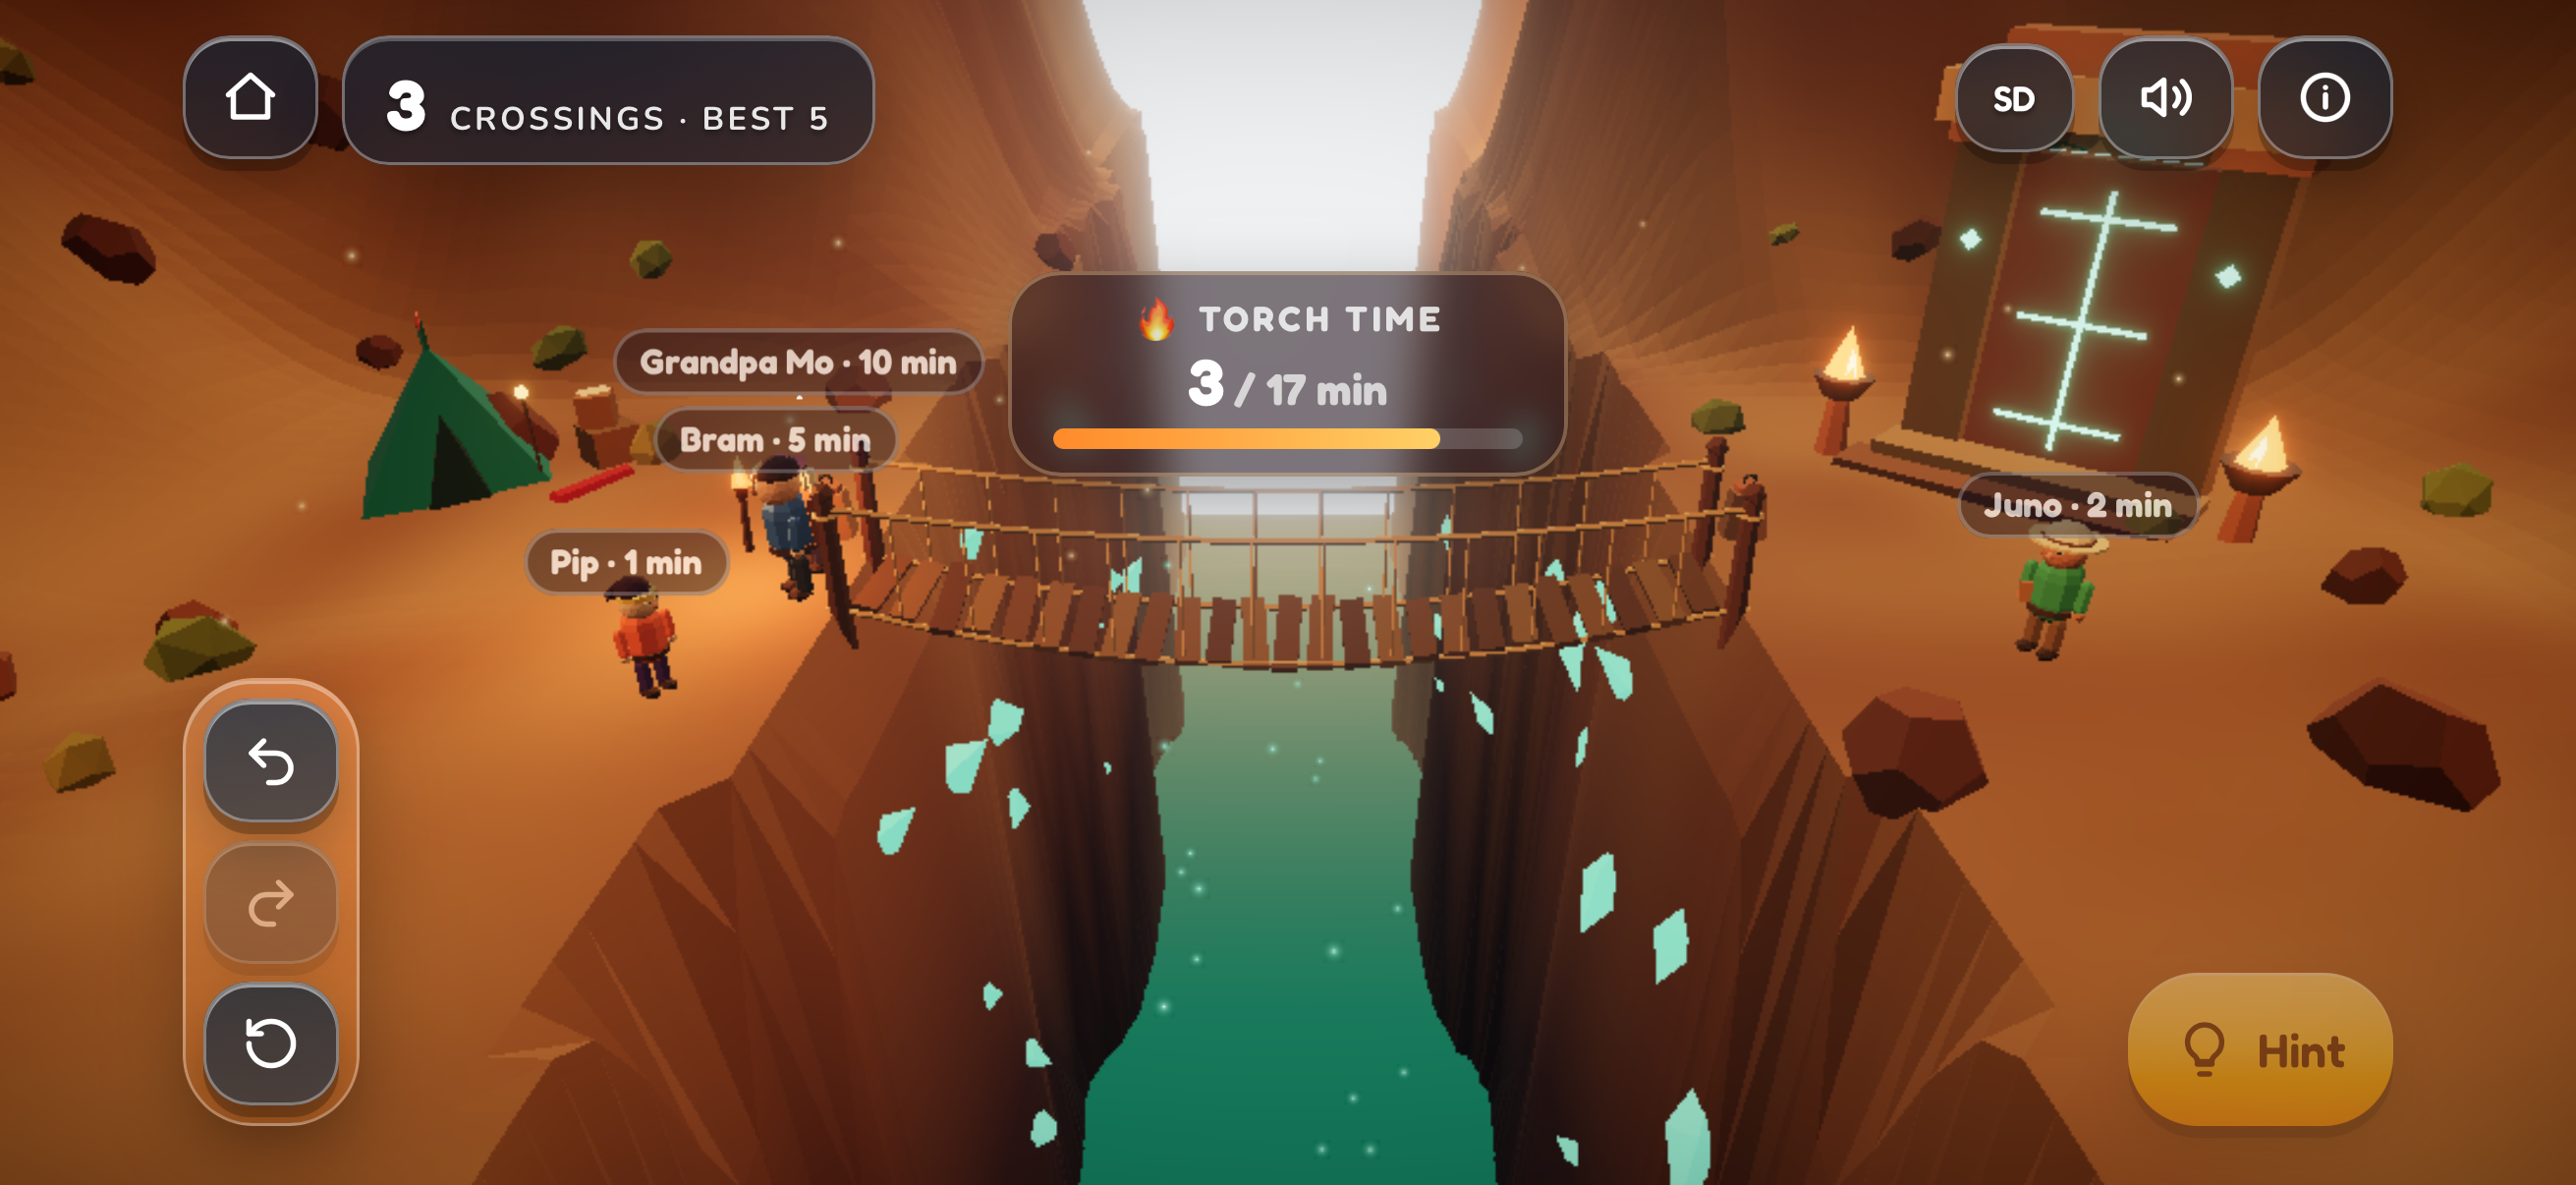 3 CROSSINGS · BEST 5
SD
🔥 TORCH TIME
3 / 17 min
Grandpa Mo · 10 min
Bram · 5 min
Pip · 1 min
Juno · 2 min
Hint